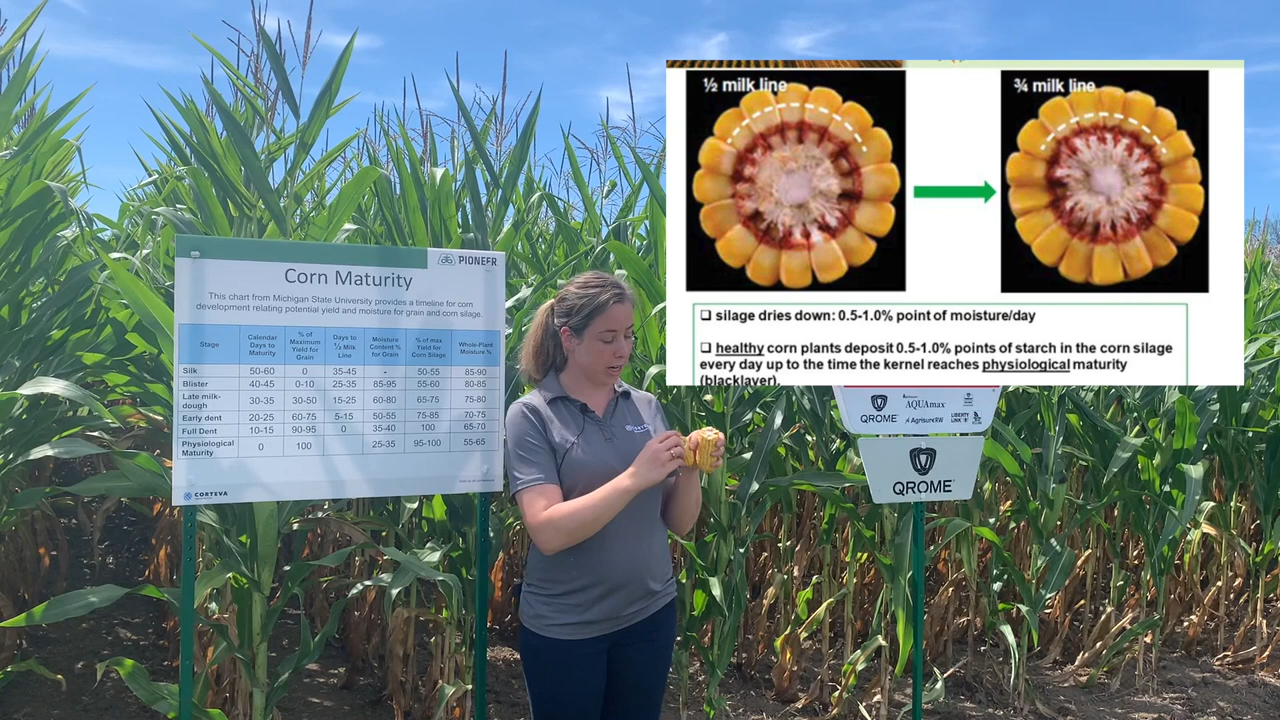 PIONEER
Corn Maturity
This chart from Michigan State University provides a timeline for corn
development relating potential yield and moisture for grain and corn silage.
Stage Calendar Days to Maturity % of Maximum Yield for Grain Days to ½ Milk Line Moisture Content % for Grain % of max Yield for Corn Silage Whole-Plant Moisture %
Silk 50-60 0 35-45 - 50-55 85-90
Blister 40-45 0-10 25-35 85-95 55-60 80-85
Late milk-dough 30-35 30-50 15-25 60-80 65-75 75-80
Early dent 20-25 60-75 5-15 50-55 75-85 70-75
Full Dent 10-15 90-95 0 35-40 100 65-70
Physiological Maturity 0 100 25-35 95-100 55-65
CORTEVA
½ milk line
¾ milk line
❑ silage dries down: 0.5-1.0% point of moisture/day
❑ healthy corn plants deposit 0.5-1.0% points of starch in the corn silage
every day up to the time the kernel reaches physiological maturity
(blacklayer).
QROME
AQUAmax
AgrisureRW
LIBERTY LINK
QROME